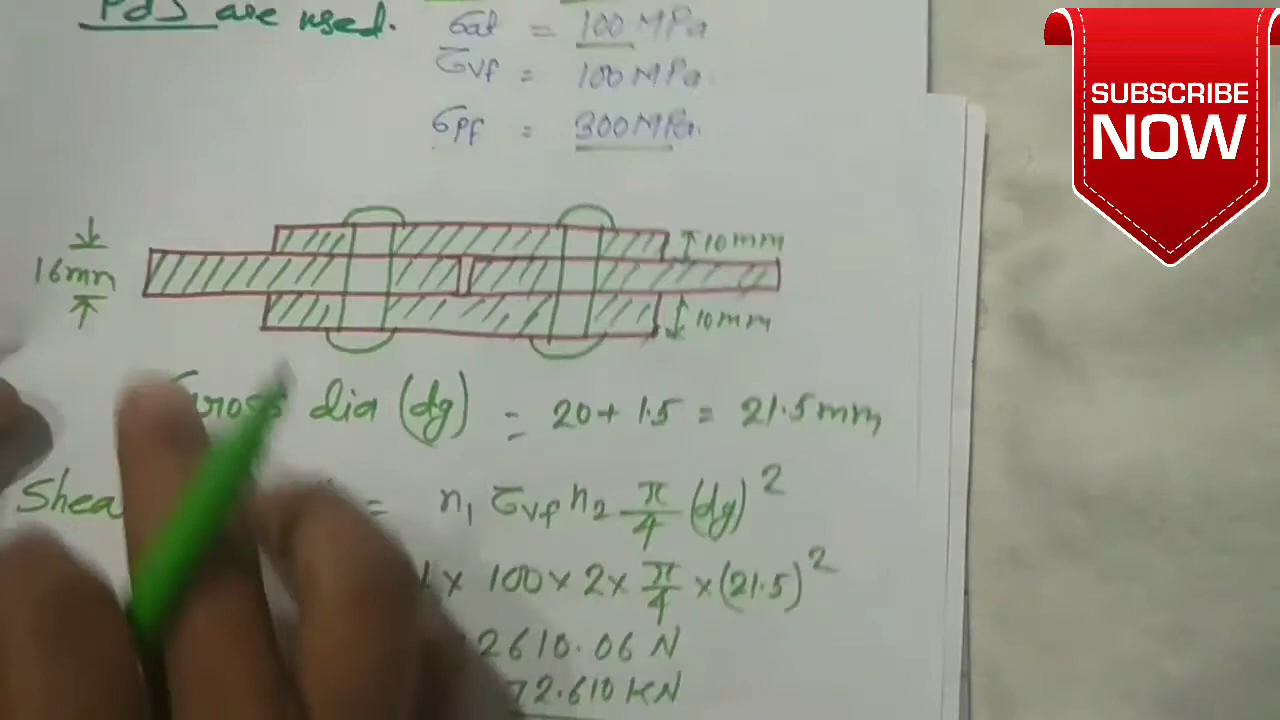 PdS are used.
σat = 100 MPa
τvf = 100 MPa
σpf = 300 MPa.
SUBSCRIBE
NOW
10mm
16mm
10mm
Gross dia (dg) = 20 + 1.5 = 21.5mm
= n1 τvf n2 π/4 (dg)²
× 100 × 2 × π/4 × (21.5)²
2610.06 N
72.610 KN